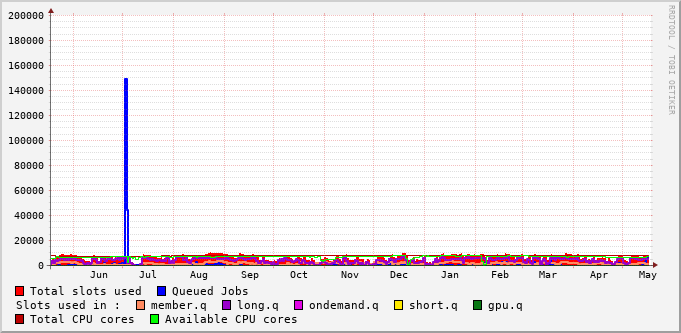 200000
180000
160000
140000
120000
100000
80000
60000
40000
20000
0
Jun Jul Aug Sep Oct Nov Dec Jan Feb Mar Apr May
RRDTOOL / TOBI OETIKER
Total slots used Queued Jobs
Slots used in : member.q long.q ondemand.q short.q gpu.q
Total CPU cores Available CPU cores